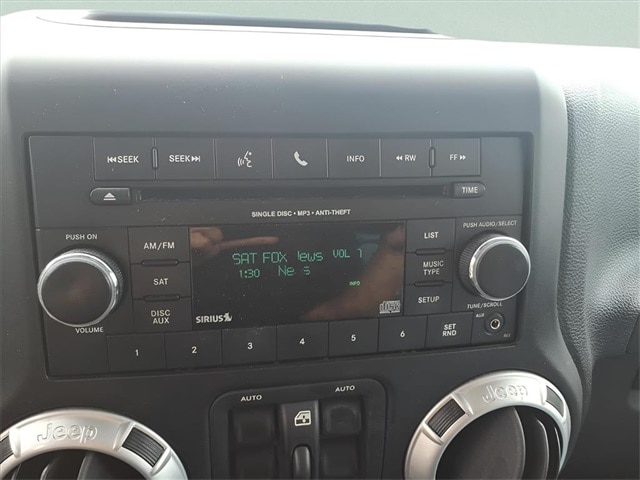 SEEK SEEK INFO RW FF
TIME
SINGLE DISC • MP3 • ANTI-THEFT
PUSH ON PUSH AUDIO/SELECT
AM/FM SAT FOX VOL 7 LIST
1:30
SAT INFO MUSIC TYPE
DISC AUX SIRIUS SETUP
VOLUME TUNE/SCROLL
1 2 3 4 5 6 SET RND AUX
AUTO AUTO
Jeep Jeep